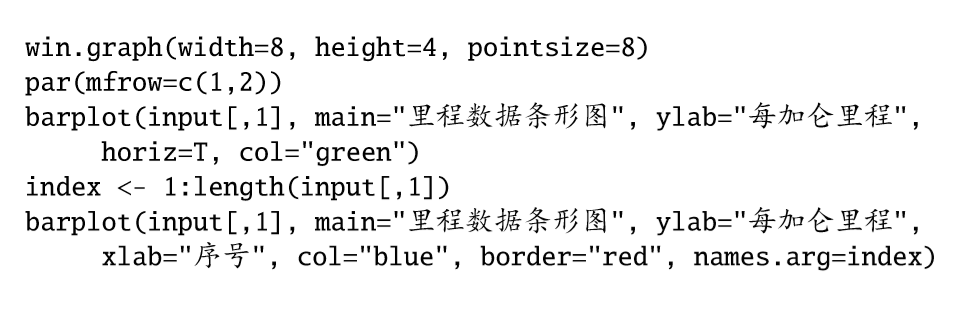 win.graph(width=8, height=4, pointsize=8)
par(mfrow=c(1,2))
barplot(input[,1], main="里程数据条形图", ylab="每加仑里程",
horiz=T, col="green")
index <- 1:length(input[,1])
barplot(input[,1], main="里程数据条形图", ylab="每加仑里程",
xlab="序号", col="blue", border="red", names.arg=index)